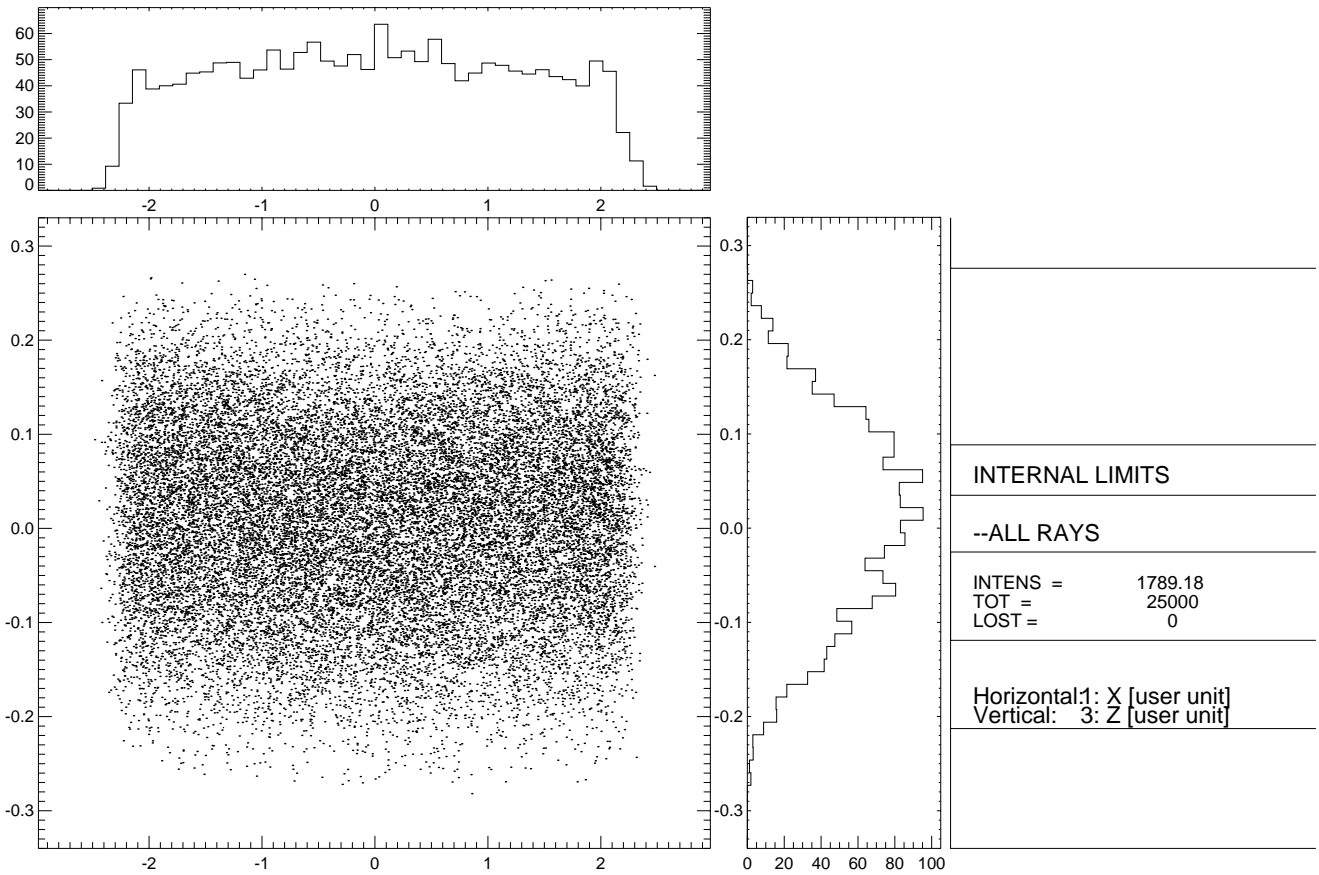 60
50
40
30
20
10
0
-2 -1 0 1 2
0.3
0.2
0.1
0.0
-0.1
-0.2
-0.3
-2 -1 0 1 2
0.3
0.2
0.1
0.0
-0.1
-0.2
-0.3
0 20 40 60 80 100
INTERNAL LIMITS
--ALL RAYS
INTENS = 1789.18
TOT = 25000
LOST = 0
Horizontal:1: X [user unit]
Vertical: 3: Z [user unit]